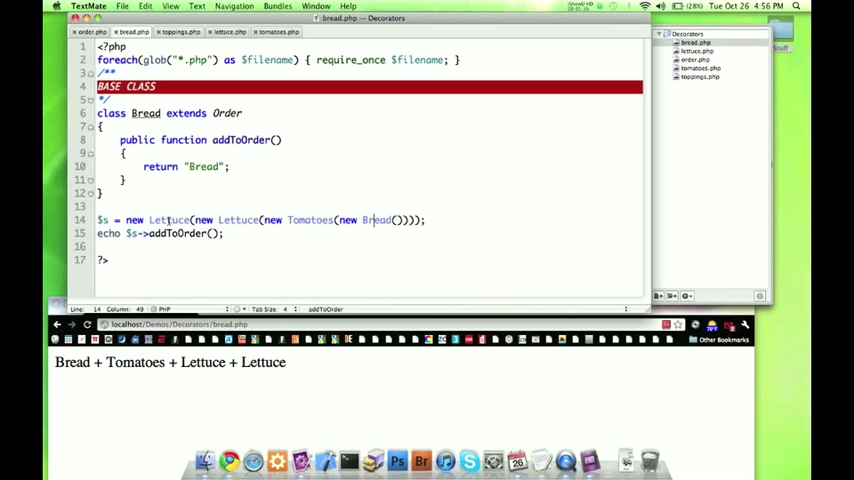 TextMate File Edit View Text Navigation Bundles Window Help
(28%) Tue Oct 26 4:56 PM
bread.php — Decorators
order.php bread.php toppings.php lettuce.php tomatoes.php
1 <?php
2 foreach(glob("*.php") as $filename) { require_once $filename; }
3 /**
4 BASE CLASS
5 */
6 class Bread extends Order
7 {
8 public function addToOrder()
9 {
10 return "Bread";
11 }
12 }
13
14 $s = new Lettuce(new Lettuce(new Tomatoes(new Bread())));
15 echo $s->addToOrder();
16
17 ?>
Line: 14 Column: 49 PHP Tab Size: 4 addToOrder
Decorators
bread.php
lettuce.php
order.php
tomatoes.php
toppings.php
Stuff
localhost/Demos/Decorators/bread.php
Other Bookmarks
Bread + Tomatoes + Lettuce + Lettuce
Ps Br 26